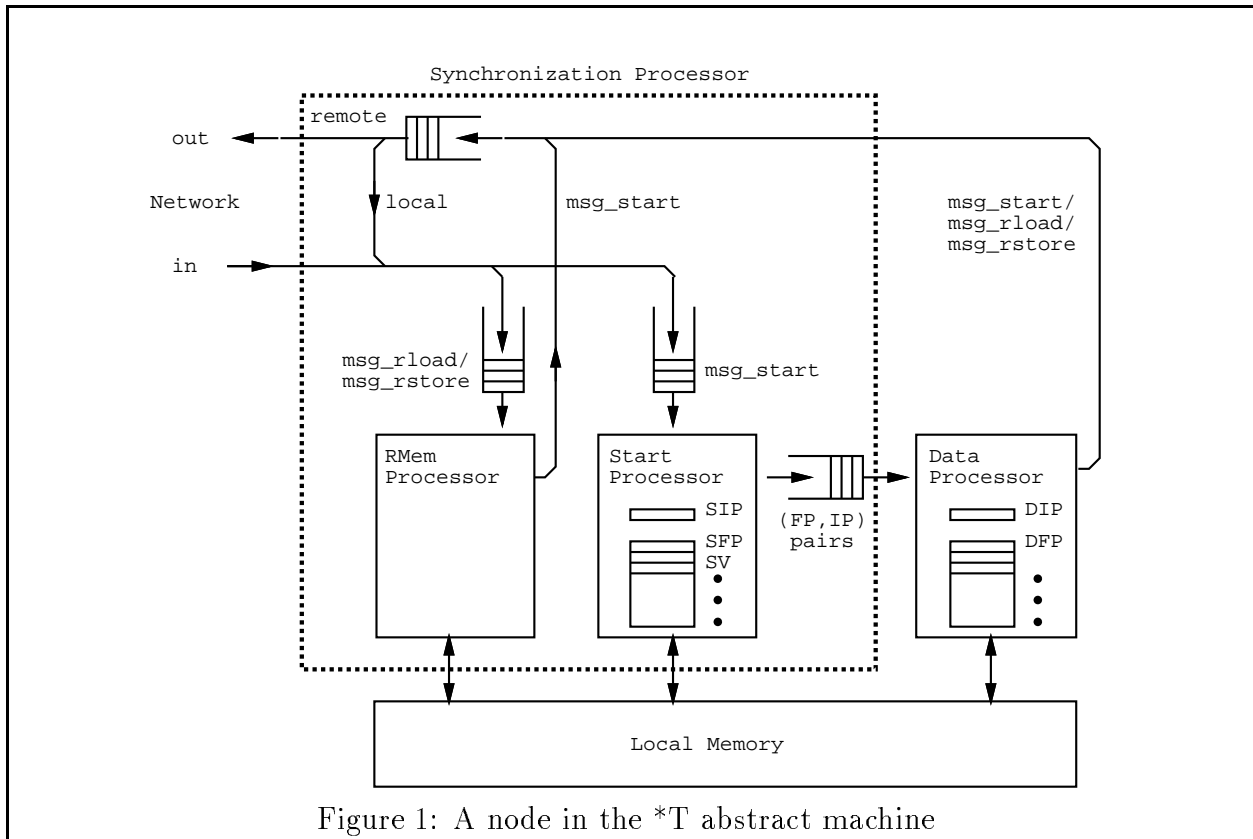 Synchronization Processor
remote
out
Network
local
msg_start
msg_start/
msg_rload/
msg_rstore
in
msg_rload/
msg_rstore
msg_start
RMem
Processor
Start
Processor
SIP
SFP
SV
(FP,IP)
pairs
Data
Processor
DIP
DFP
Local Memory
Figure 1: A node in the *T abstract machine